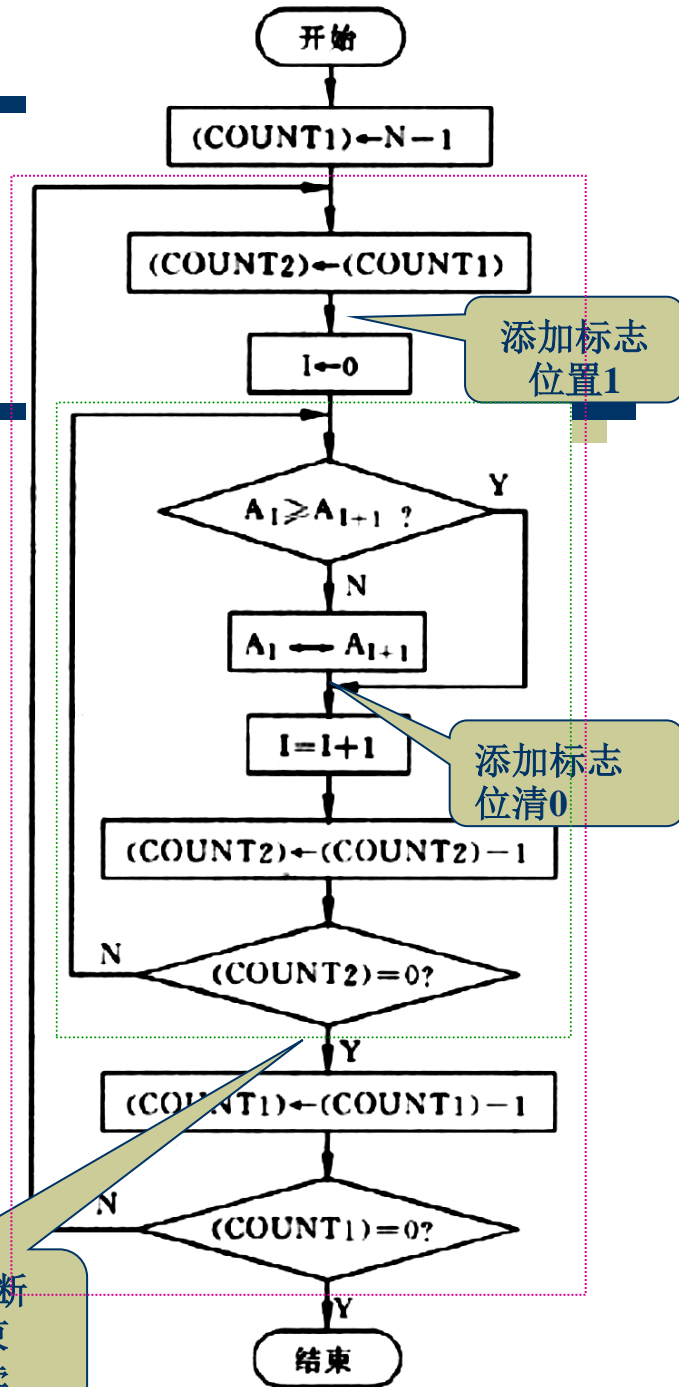 开始
(COUNT1)←N-1
(COUNT2)←(COUNT1)
添加标志
位置1
I←0
A_I≥A_{I+1} ?
Y
N
A_I ⟷ A_{I+1}
I=I+1
添加标志
位清0
(COUNT2)←(COUNT2)-1
N
(COUNT2)=0?
Y
(COUNT1)←(COUNT1)-1
N
(COUNT1)=0?
断
Y
结束